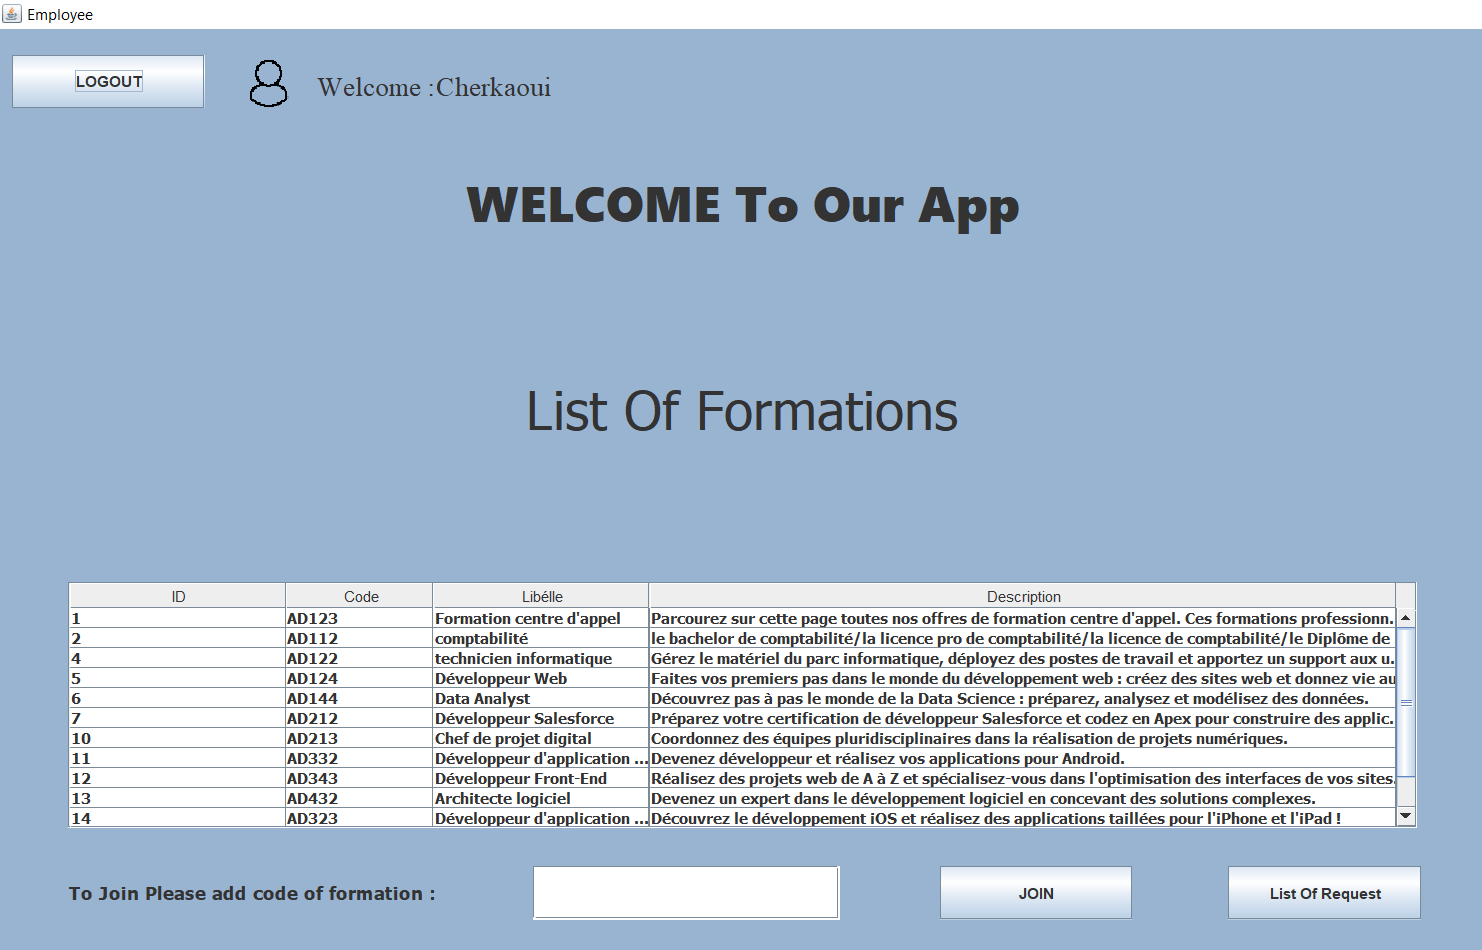 Employee
LOGOUT
Welcome :Cherkaoui
WELCOME To Our App
List Of Formations
ID Code Libélle Description
1 AD123 Formation centre d'appel Parcourez sur cette page toutes nos offres de formation centre d'appel. Ces formations professionn.
2 AD112 comptabilité le bachelor de comptabilité/la licence pro de comptabilité/la licence de comptabilité/le Diplôme de
4 AD122 technicien informatique Gérez le matériel du parc informatique, déployez des postes de travail et apportez un support aux u..
5 AD124 Développeur Web Faites vos premiers pas dans le monde du développement web : créez des sites web et donnez vie au
6 AD144 Data Analyst Découvrez pas à pas le monde de la Data Science : préparez, analysez et modélisez des données.
7 AD212 Développeur Salesforce Préparez votre certification de développeur Salesforce et codez en Apex pour construire des applic.
10 AD213 Chef de projet digital Coordonnez des équipes pluridisciplinaires dans la réalisation de projets numériques.
11 AD332 Développeur d'application ... Devenez développeur et réalisez vos applications pour Android.
12 AD343 Développeur Front-End Réalisez des projets web de A à Z et spécialisez-vous dans l'optimisation des interfaces de vos sites.
13 AD432 Architecte logiciel Devenez un expert dans le développement logiciel en concevant des solutions complexes.
14 AD323 Développeur d'application ... Découvrez le développement iOS et réalisez des applications taillées pour l'iPhone et l'iPad !
To Join Please add code of formation :
JOIN
List Of Request